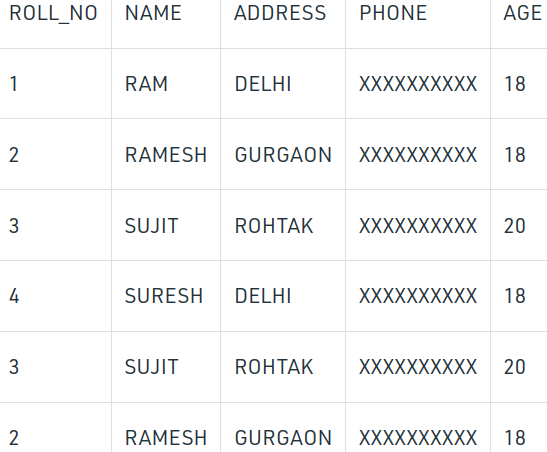 ROLL_NO NAME ADDRESS PHONE AGE
1 RAM DELHI XXXXXXXXXX 18
2 RAMESH GURGAON XXXXXXXXXX 18
3 SUJIT ROHTAK XXXXXXXXXX 20
4 SURESH DELHI XXXXXXXXXX 18
3 SUJIT ROHTAK XXXXXXXXXX 20
2 RAMESH GURGAON XXXXXXXXXX 18